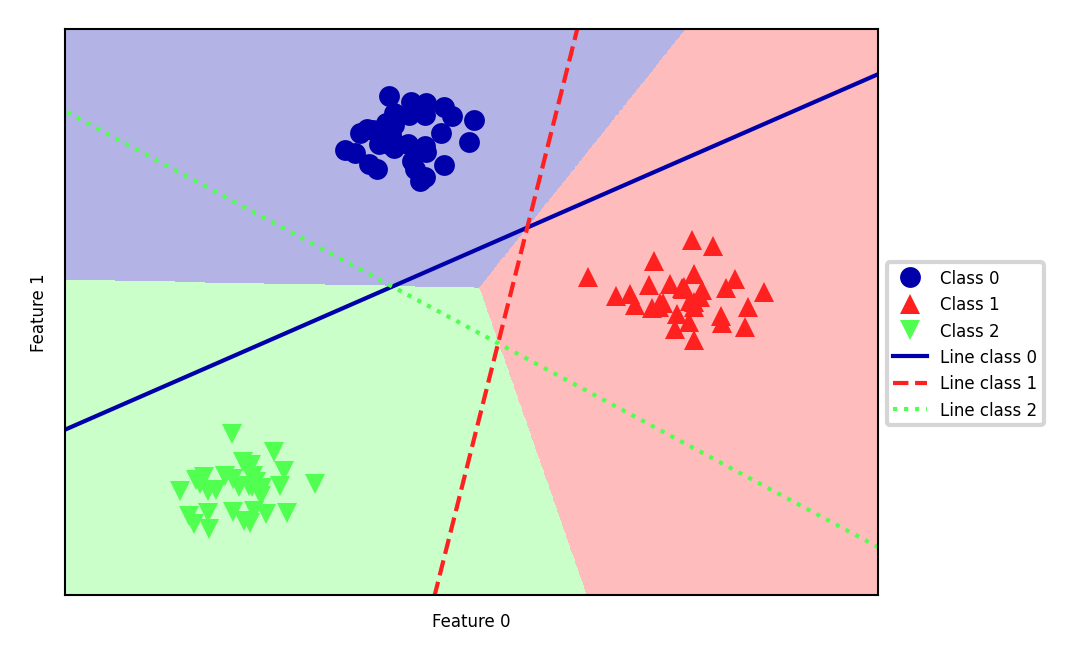 Feature 1
Feature 0
Class 0
Class 1
Class 2
Line class 0
Line class 1
Line class 2